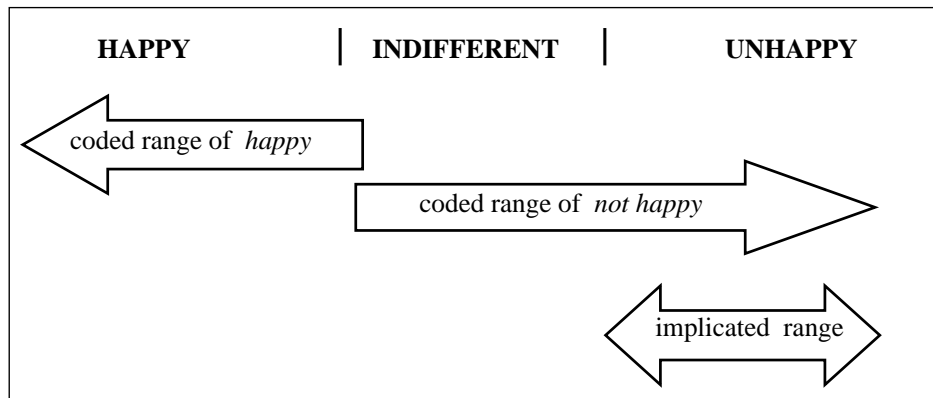 HAPPY INDIFFERENT UNHAPPY
coded range of happy
coded range of not happy
implicated range